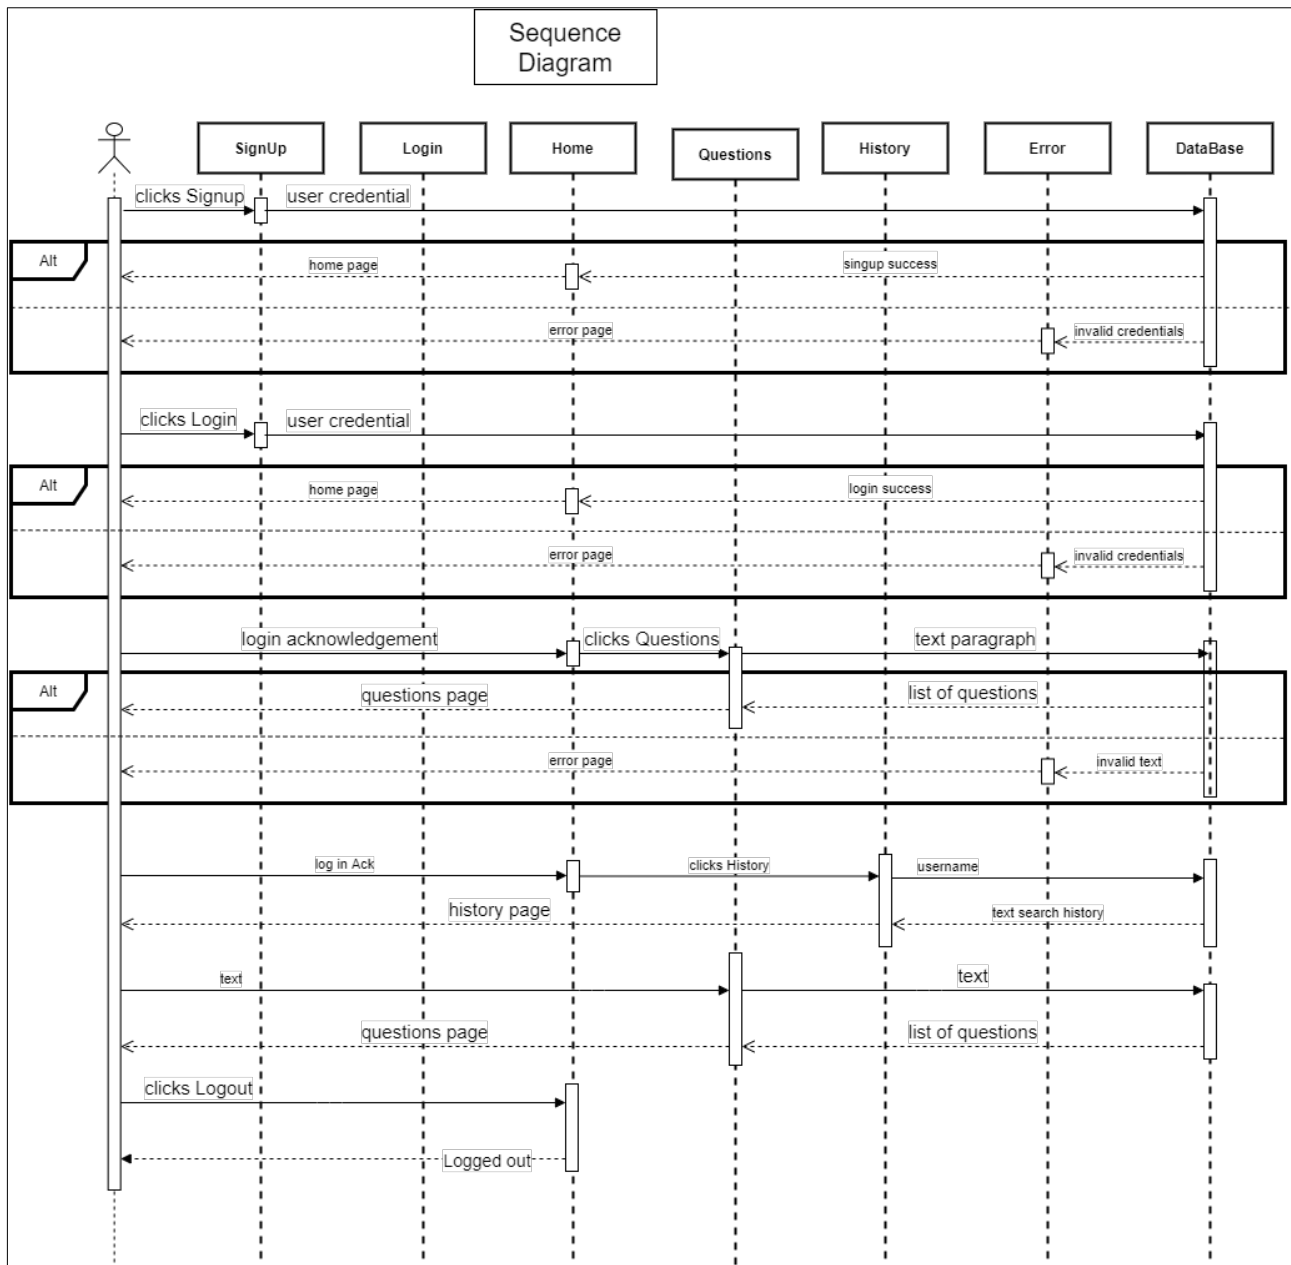 Sequence
Diagram
SignUp
Login
Home
Questions
History
Error
DataBase
clicks Signup
user credential
Alt
home page
singup success
error page
invalid credentials
clicks Login
user credential
Alt
home page
login success
error page
invalid credentials
login acknowledgement
clicks Questions
text paragraph
Alt
questions page
list of questions
error page
invalid text
log in Ack
clicks History
username
history page
text search history
text
text
questions page
list of questions
clicks Logout
Logged out